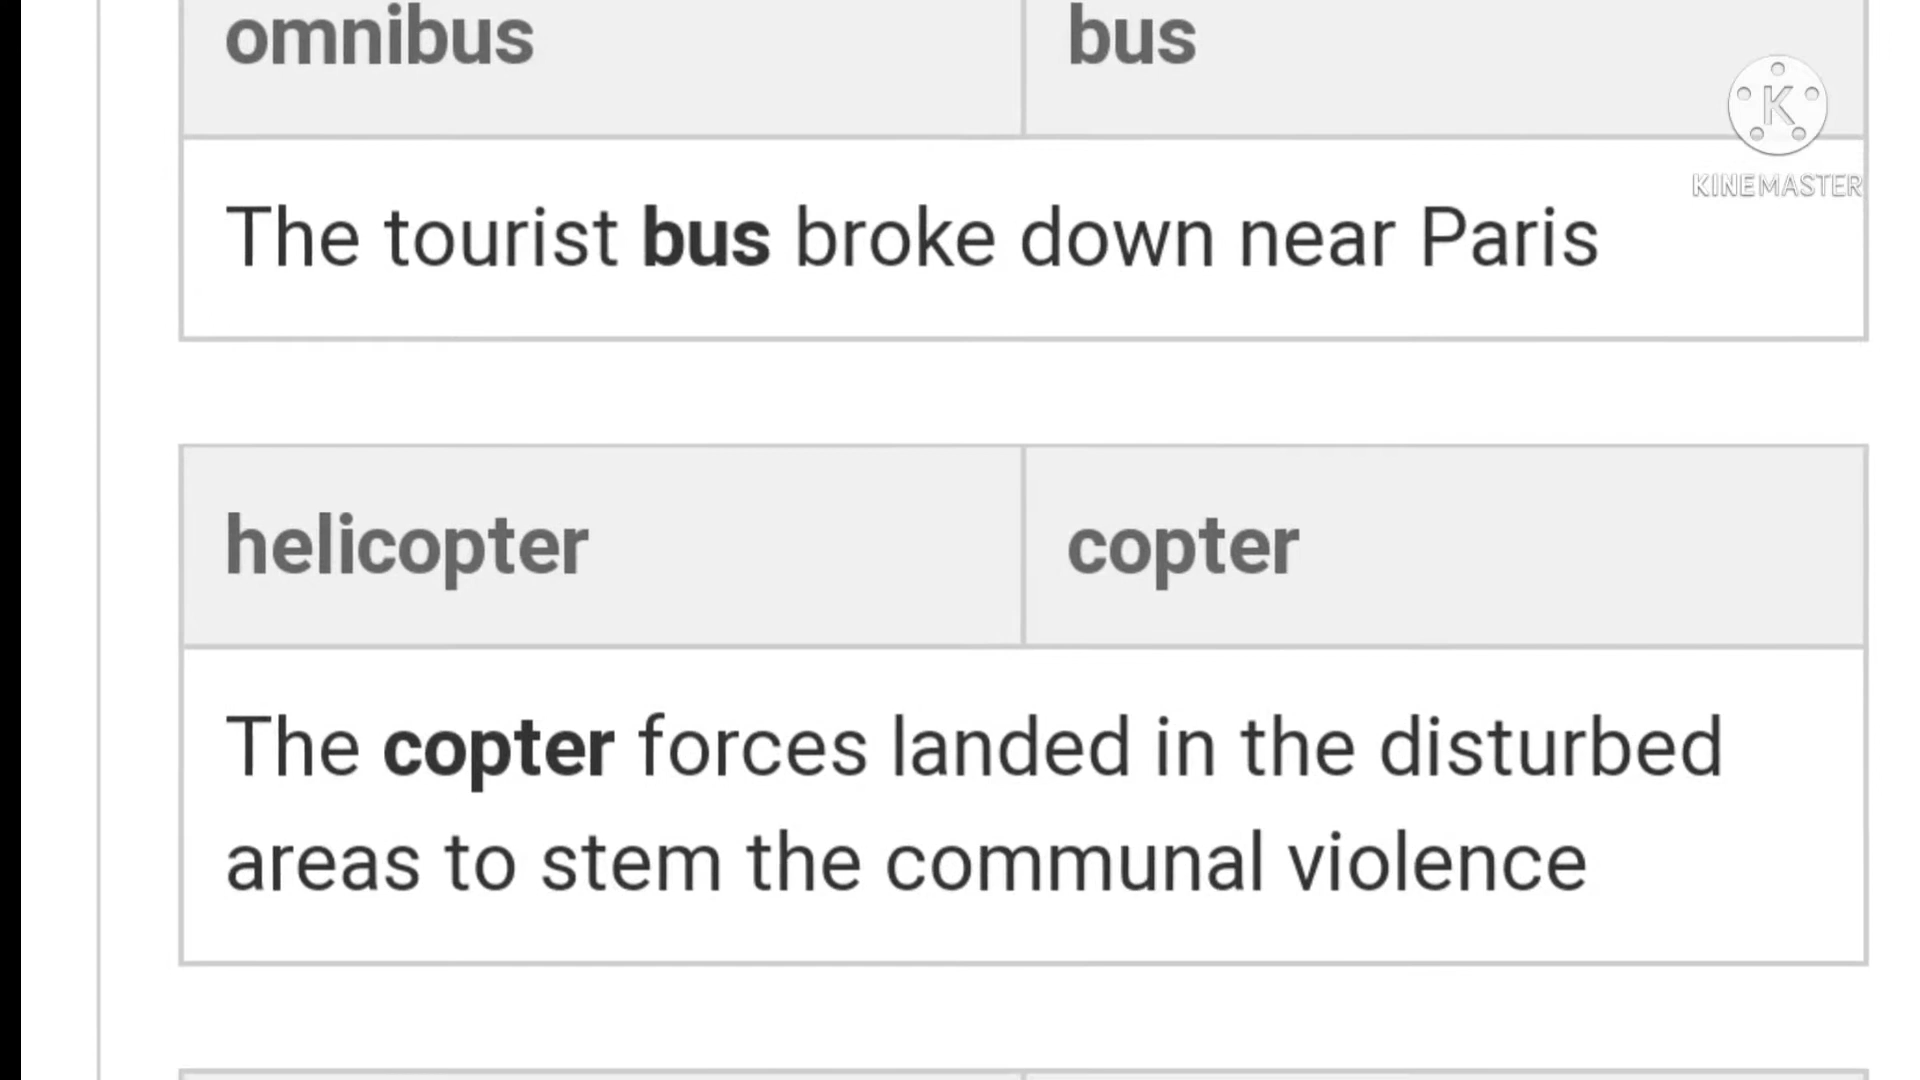 omnibus bus
K
KINEMASTER
The tourist bus broke down near Paris
helicopter copter
The copter forces landed in the disturbed
areas to stem the communal violence